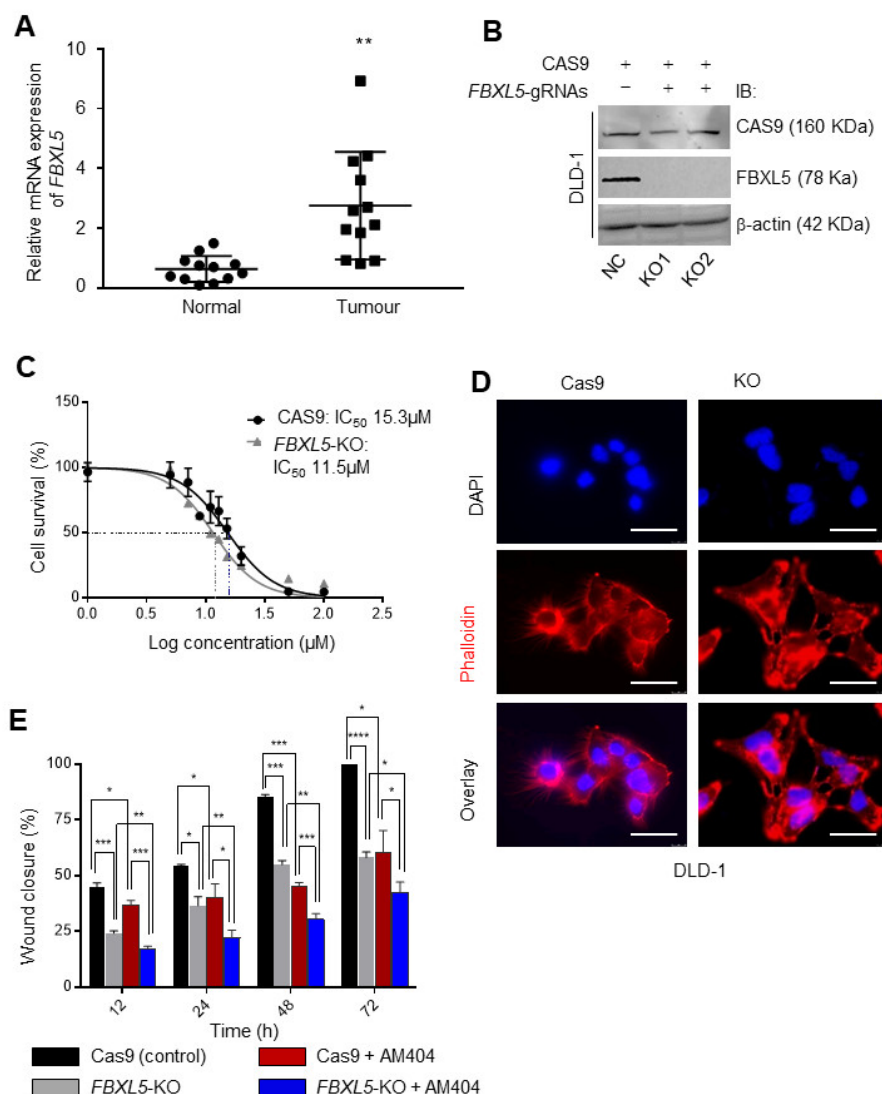 A
**
Relative mRNA expression
of FBXL5
10
8
6
4
2
0
Normal
Tumour
B
CAS9 + + +
FBXL5-gRNAs − + + IB:
DLD-1
CAS9 (160 KDa)
FBXL5 (78 Ka)
β-actin (42 KDa)
NC KO1 KO2
C
Cell survival (%)
150
100
50
0
CAS9: IC50 15.3µM
FBXL5-KO:
IC50 11.5µM
0.0 0.5 1.0 1.5 2.0 2.5
Log concentration (µM)
D
Cas9 KO
DAPI
Phalloidin
Overlay
DLD-1
E
Wound closure (%)
100
75
50
25
0
* *** ** ***
* * ** *
*** *** ** ***
* **** * *
12 24 48 72
Time (h)
Cas9 (control) Cas9 + AM404
FBXL5-KO FBXL5-KO + AM404